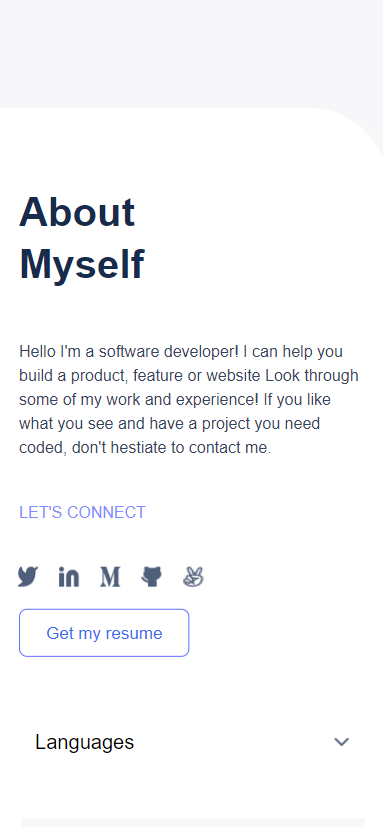 About
Myself
Hello I'm a software developer! I can help you
build a product, feature or website Look through
some of my work and experience! If you like
what you see and have a project you need
coded, don't hestiate to contact me.
LET'S CONNECT
Get my resume
Languages